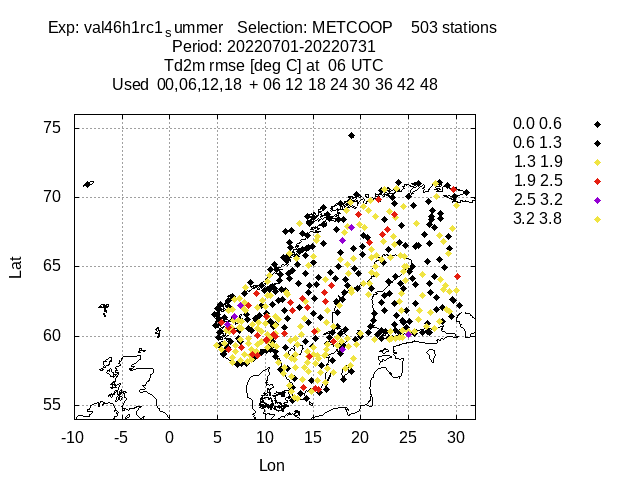 Exp: val46h1rc1summer Selection: METCOOP 503 stations
Period: 20220701-20220731
Td2m rmse [deg C] at 06 UTC
Used 00,06,12,18 + 06 12 18 24 30 36 42 48
75
70
65
60
55
Lat
-10 -5 0 5 10 15 20 25 30
Lon
0.0 0.6
0.6 1.3
1.3 1.9
1.9 2.5
2.5 3.2
3.2 3.8